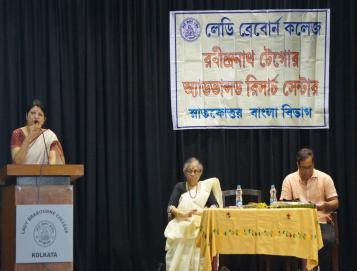 লেডি ব্রেবোর্ন কলেজ
রবীন্দ্রনাথ টেগোর
অ্যাডভান্সড রিসার্চ সেন্টার
স্নাতকোত্তর বাংলা বিভাগ
LADY BRABOURNE COLLEGE
KOLKATA